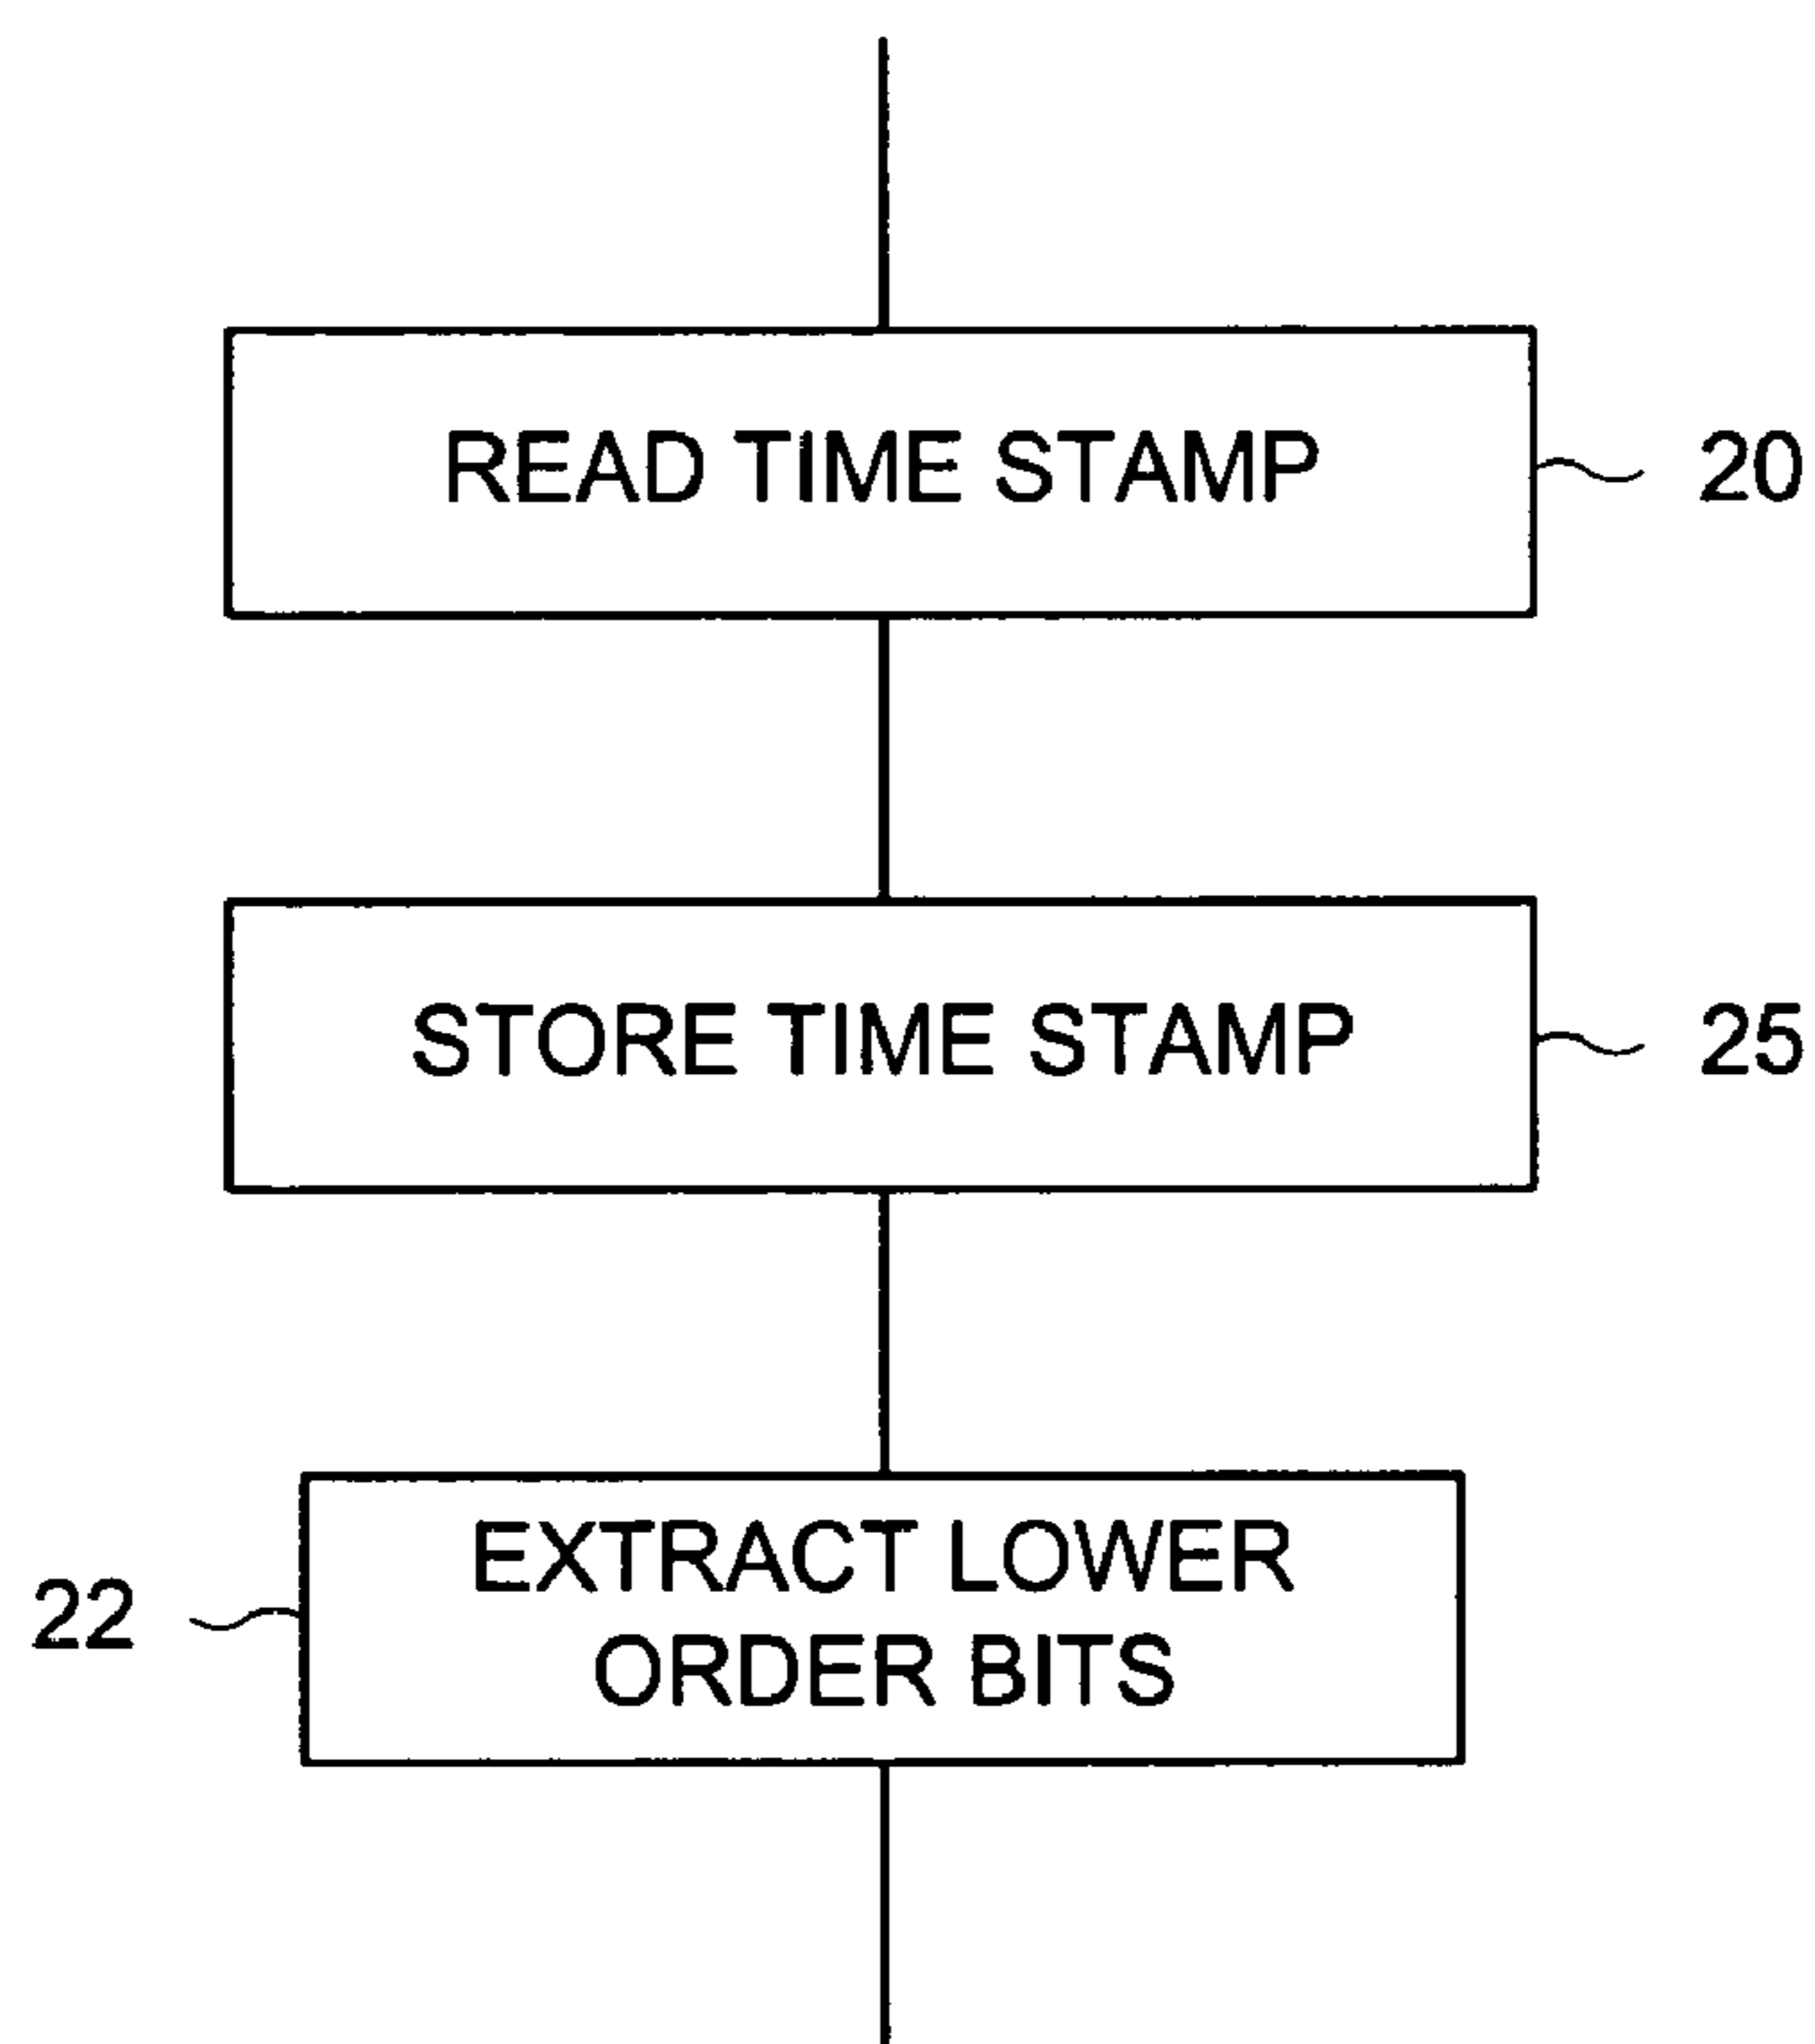 READ TIME STAMP
20
STORE TIME STAMP
25
EXTRACT LOWER
ORDER BITS
22